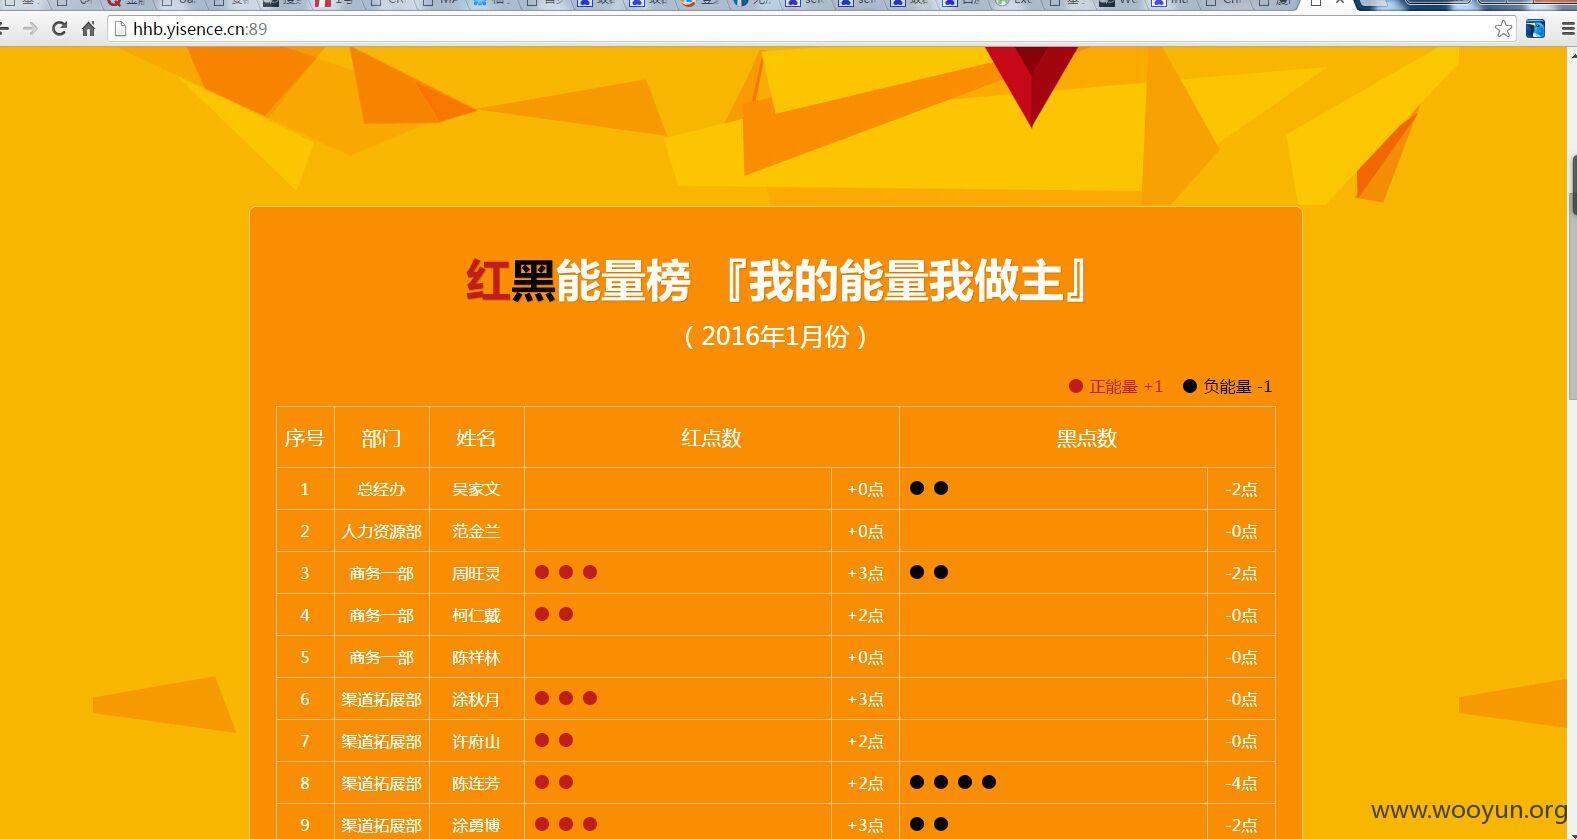 hhb.yisence.cn:89
红黑能量榜 『我的能量我做主』
（2016年1月份）
正能量 +1 负能量 -1
序号 部门 姓名 红点数 黑点数
1 总经办 吴家文 +0点 -2点
2 人力资源部 范金兰 +0点 -0点
3 商务一部 周旺灵 +3点 -2点
4 商务一部 柯仁戴 +2点 -0点
5 商务一部 陈祥林 +0点 -0点
6 渠道拓展部 涂秋月 +3点 -0点
7 渠道拓展部 许府山 +2点 -0点
8 渠道拓展部 陈连芳 +2点 -4点
9 渠道拓展部 涂勇博 +3点 -2点
www.wooyun.org